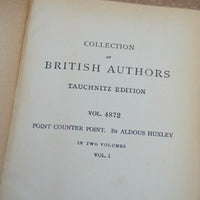 COLLECTION
OF
BRITISH AUTHORS
TAUCHNITZ EDITION
VOL. 4872
POINT COUNTER POINT. By ALDOUS HUXLEY
IN TWO VOLUMES
VOL. I